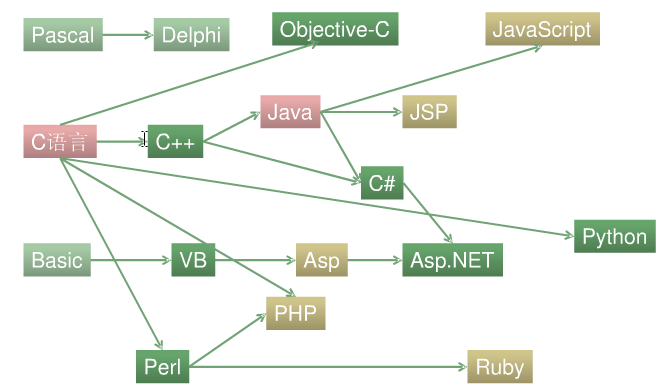 Pascal
Delphi
Objective-C
JavaScript
C语言
C++
Java
JSP
C#
Python
Basic
VB
Asp
Asp.NET
PHP
Perl
Ruby